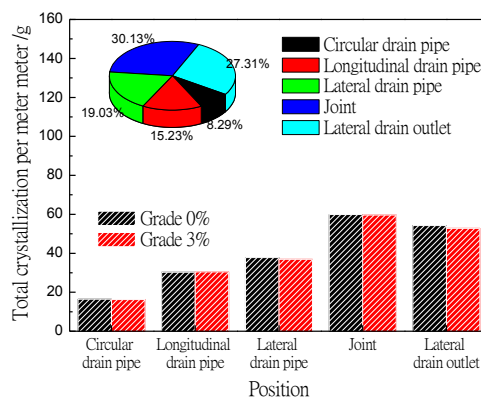 160
140
120
100
80
60
40
20
0
Total crystallization per meter meter /g
30.13%
27.31%
19.03%
15.23%
8.29%
Circular drain pipe
Longitudinal drain pipe
Lateral drain pipe
Joint
Lateral drain outlet
Grade 0%
Grade 3%
Circular
drain pipe
Longitudinal
drain pipe
Lateral
drain pipe
Joint
Lateral
drain outlet
Position